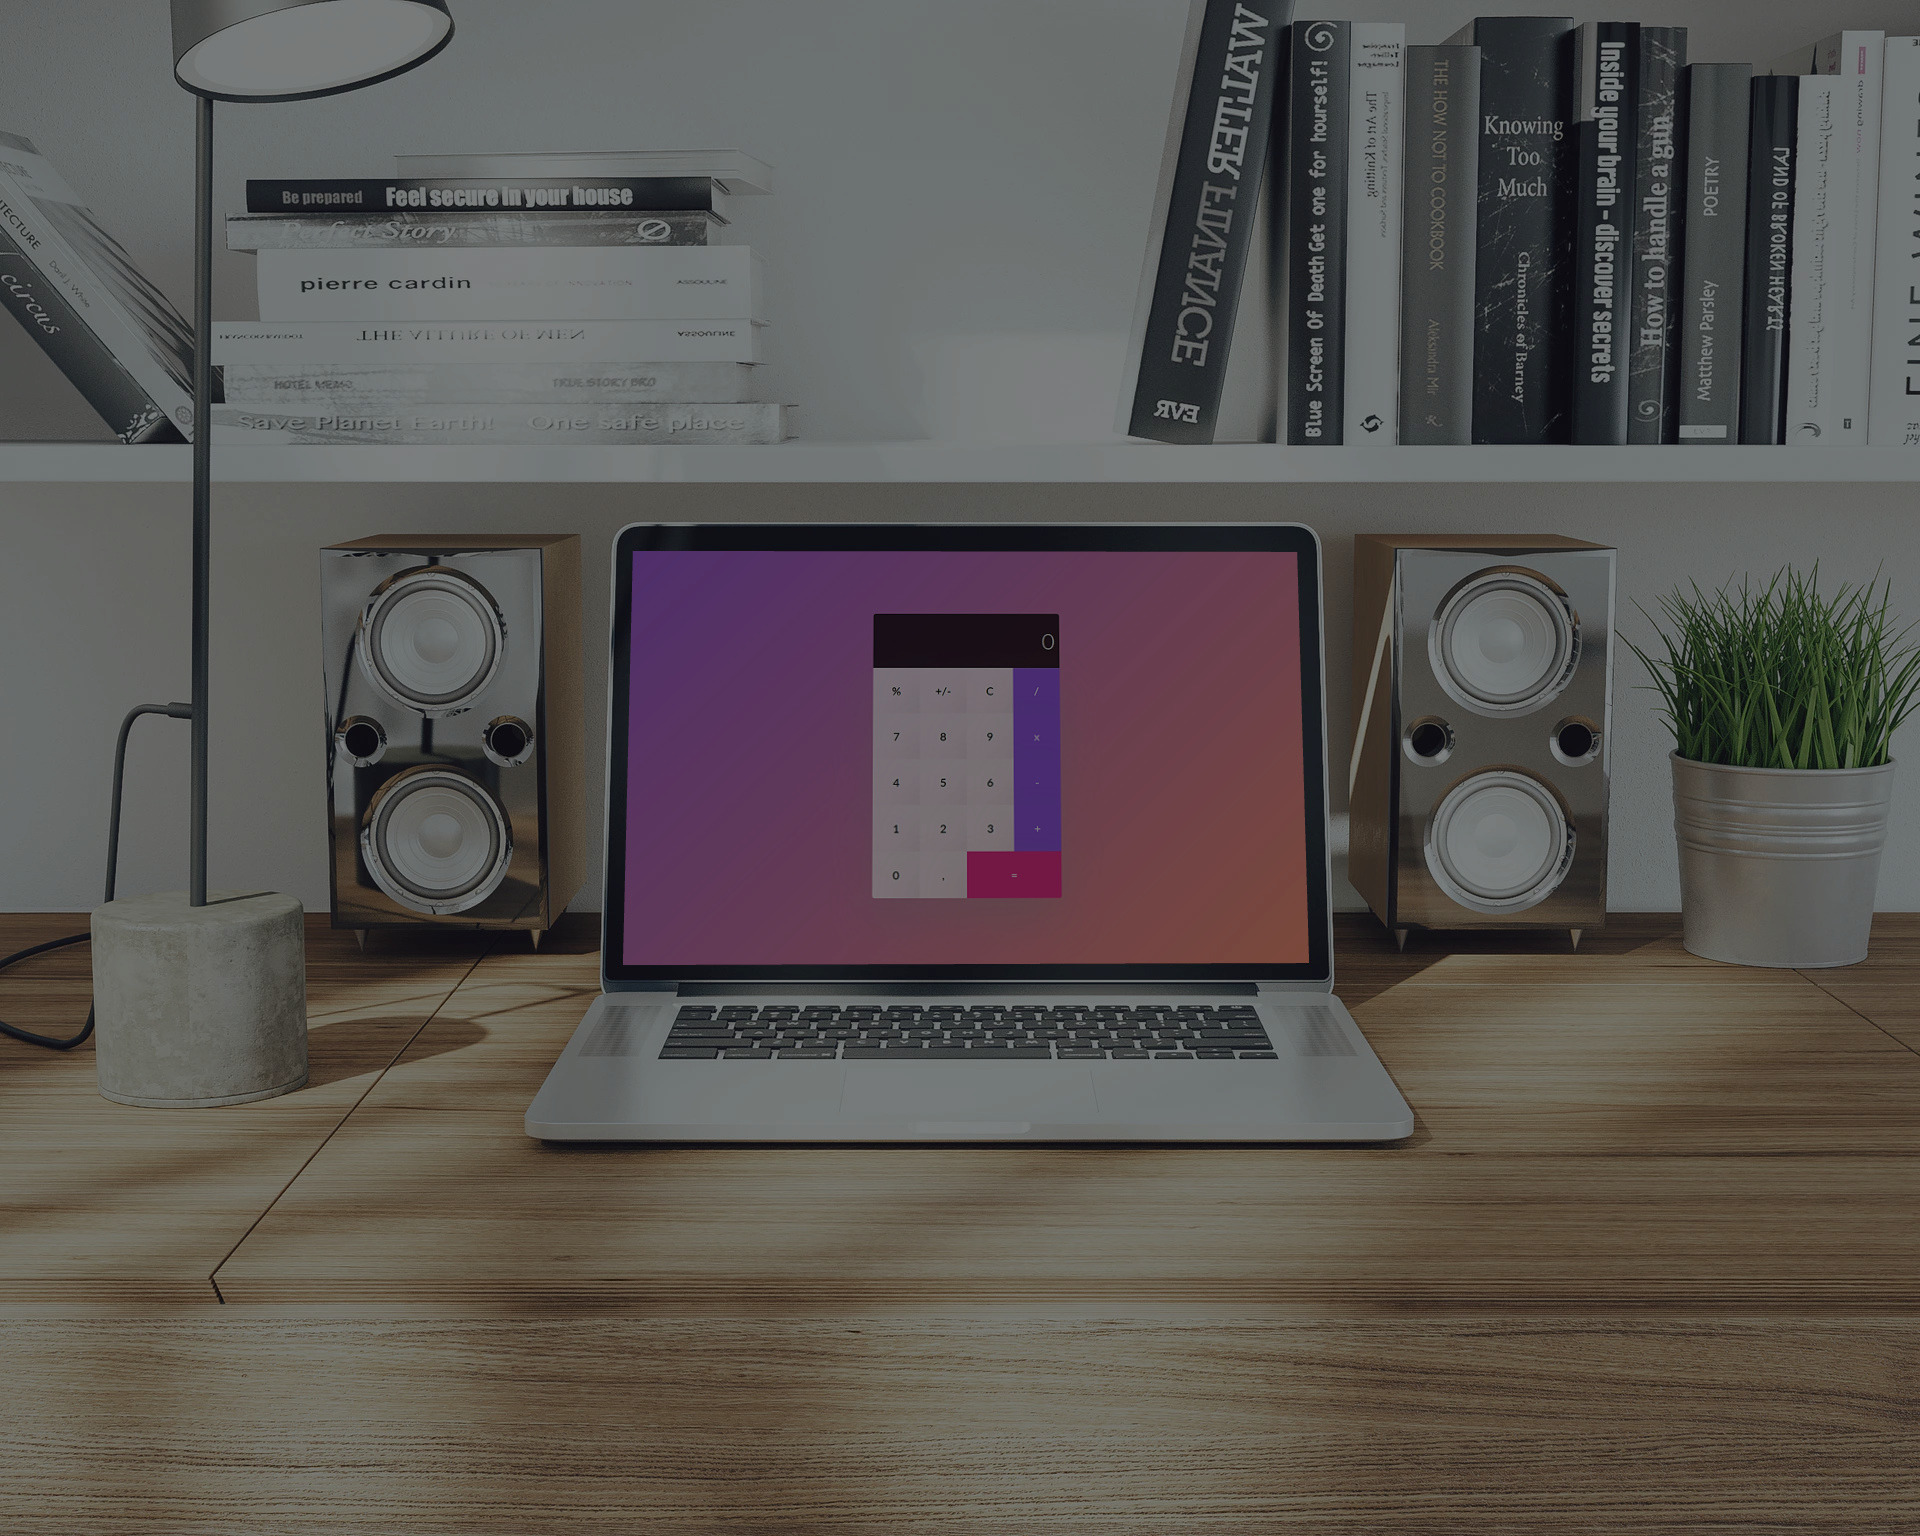 Be prepared Feel secure in your house
Perfect Story
pierre cardin
ASSOULINE
THE ALLURE OF MEN
ASSOULINE
HOTEL MEMO TRUE STORY BRO
Save Planet Earth! One safe place
circus
WALTER FINANCE
EVR
Blue Screen Of Death Get one for hourself!
The Art of Knitting
THE HOW NOT TO COOKBOOK
Aleksandra Mir
Knowing
Too
Much
Chronicles of Barney
Inside your brain - discover secrets
How to handle a gun
POETRY
Matthew Parsley
LAND OF BROKEN HEARTS
0
% +/- C /
7 8 9 x
4 5 6 -
1 2 3 +
0 , =